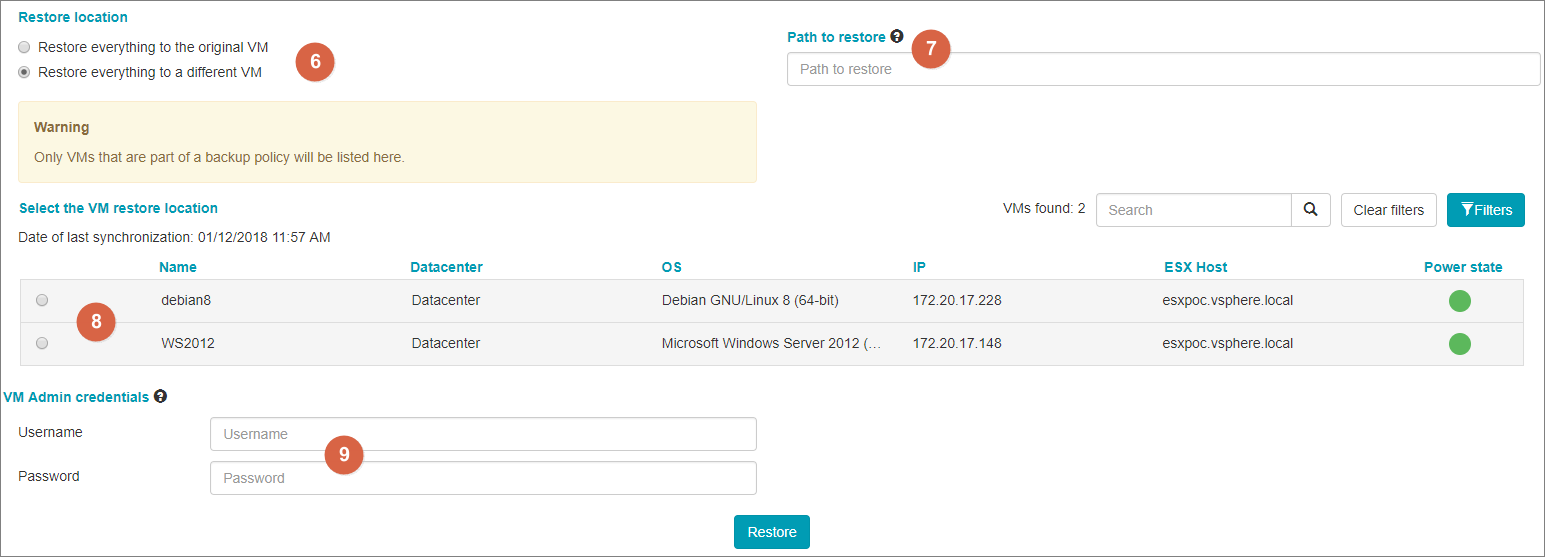 Restore location
Restore everything to the original VM
Restore everything to a different VM
6
Path to restore ?
7
Path to restore
Warning
Only VMs that are part of a backup policy will be listed here.
Select the VM restore location
VMs found: 2
Search
Clear filters
Filters
Date of last synchronization: 01/12/2018 11:57 AM
Name Datacenter OS IP ESX Host Power state
debian8 Datacenter Debian GNU/Linux 8 (64-bit) 172.20.17.228 esxpoc.vsphere.local
8
WS2012 Datacenter Microsoft Windows Server 2012 (… 172.20.17.148 esxpoc.vsphere.local
VM Admin credentials ?
Username Username
9
Password Password
Restore